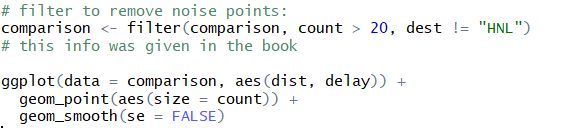 # filter to remove noise points:
comparison <- filter(comparison, count > 20, dest != "HNL")
# this info was given in the book
ggplot(data = comparison, aes(dist, delay)) +
  geom_point(aes(size = count)) +
  geom_smooth(se = FALSE)